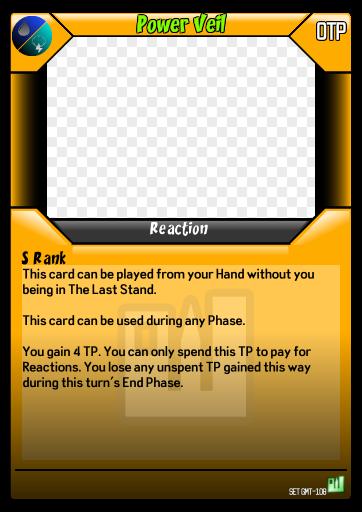 Power Veil
0TP
Reaction
S Rank
This card can be played from your Hand without you
being in The Last Stand.
This card can be used during any Phase.
You gain 4 TP. You can only spend this TP to pay for
Reactions. You lose any unspent TP gained this way
during this turn's End Phase.
SET GMT-108